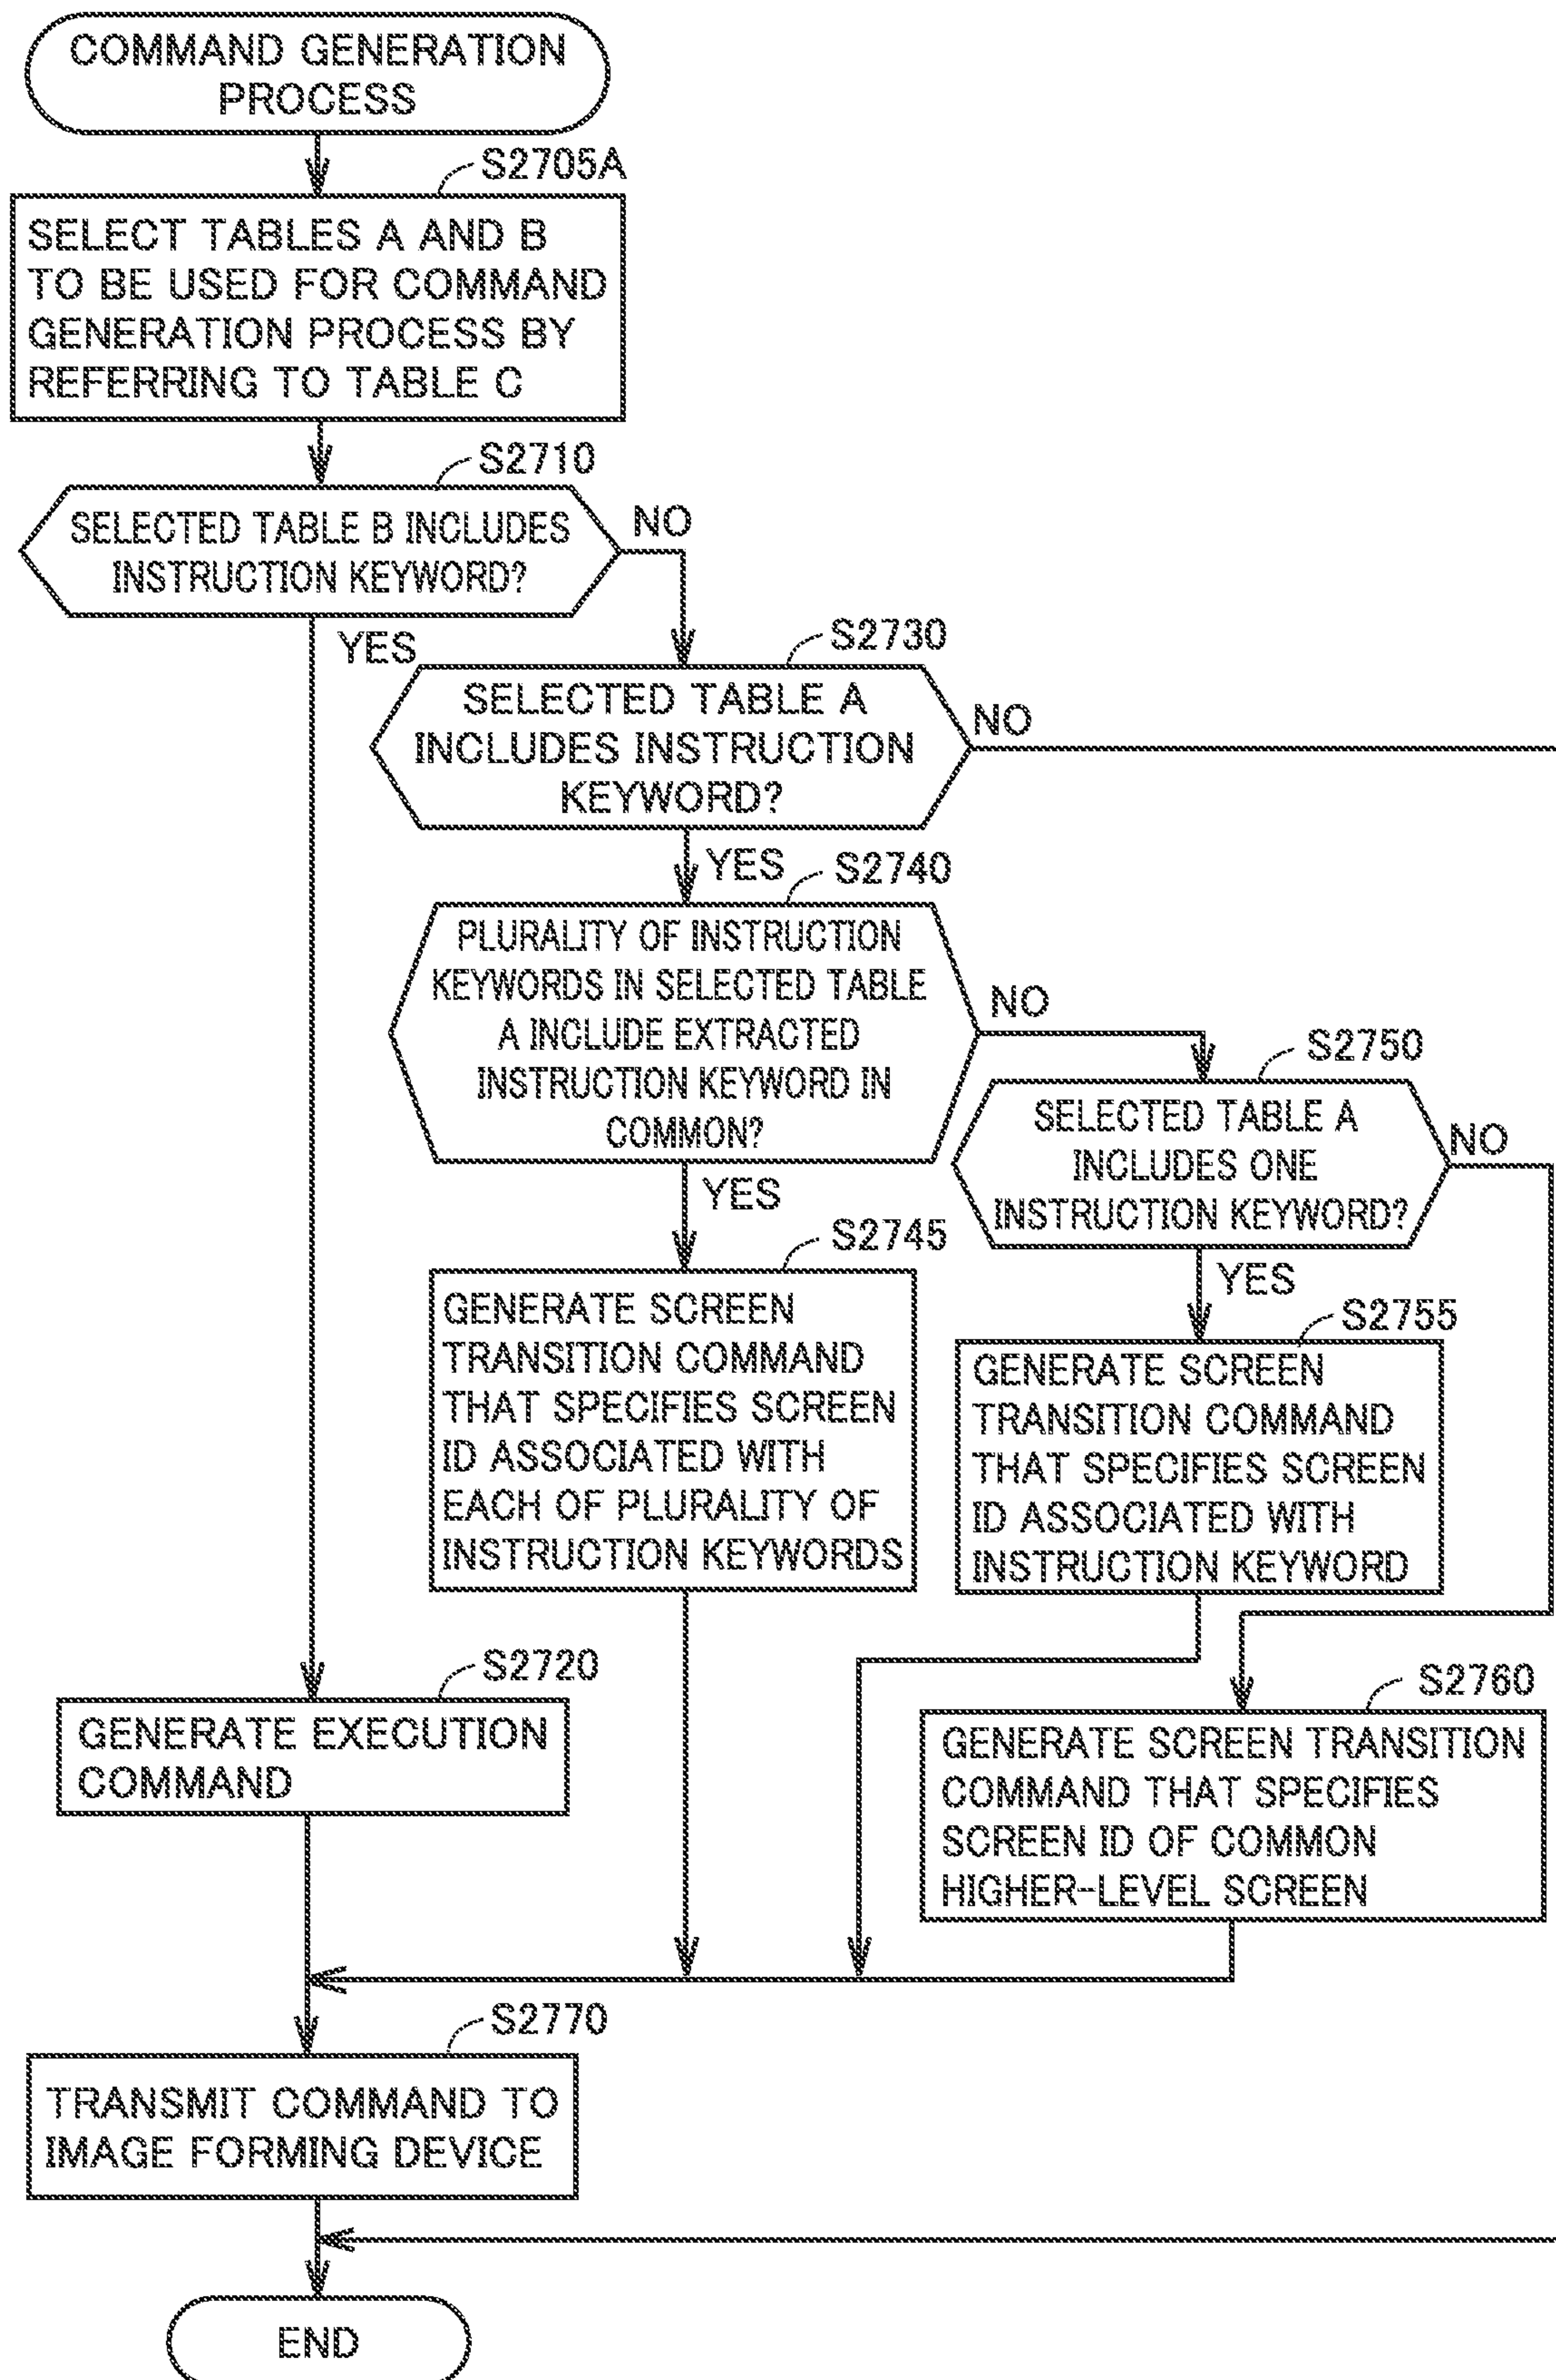 COMMAND GENERATION
PROCESS
S2705A
SELECT TABLES A AND B
TO BE USED FOR COMMAND
GENERATION PROCESS BY
REFERRING TO TABLE C
S2710
SELECTED TABLE B INCLUDES
INSTRUCTION KEYWORD?
NO
YES
S2730
SELECTED TABLE A
INCLUDES INSTRUCTION
KEYWORD?
NO
YES
S2740
PLURALITY OF INSTRUCTION
KEYWORDS IN SELECTED TABLE
A INCLUDE EXTRACTED
INSTRUCTION KEYWORD IN
COMMON?
NO
YES
S2750
SELECTED TABLE A
INCLUDES ONE
INSTRUCTION KEYWORD?
NO
YES
S2745
GENERATE SCREEN
TRANSITION COMMAND
THAT SPECIFIES SCREEN
ID ASSOCIATED WITH
EACH OF PLURALITY OF
INSTRUCTION KEYWORDS
S2755
GENERATE SCREEN
TRANSITION COMMAND
THAT SPECIFIES SCREEN
ID ASSOCIATED WITH
INSTRUCTION KEYWORD
S2720
GENERATE EXECUTION
COMMAND
S2760
GENERATE SCREEN TRANSITION
COMMAND THAT SPECIFIES
SCREEN ID OF COMMON
HIGHER-LEVEL SCREEN
S2770
TRANSMIT COMMAND TO
IMAGE FORMING DEVICE
END